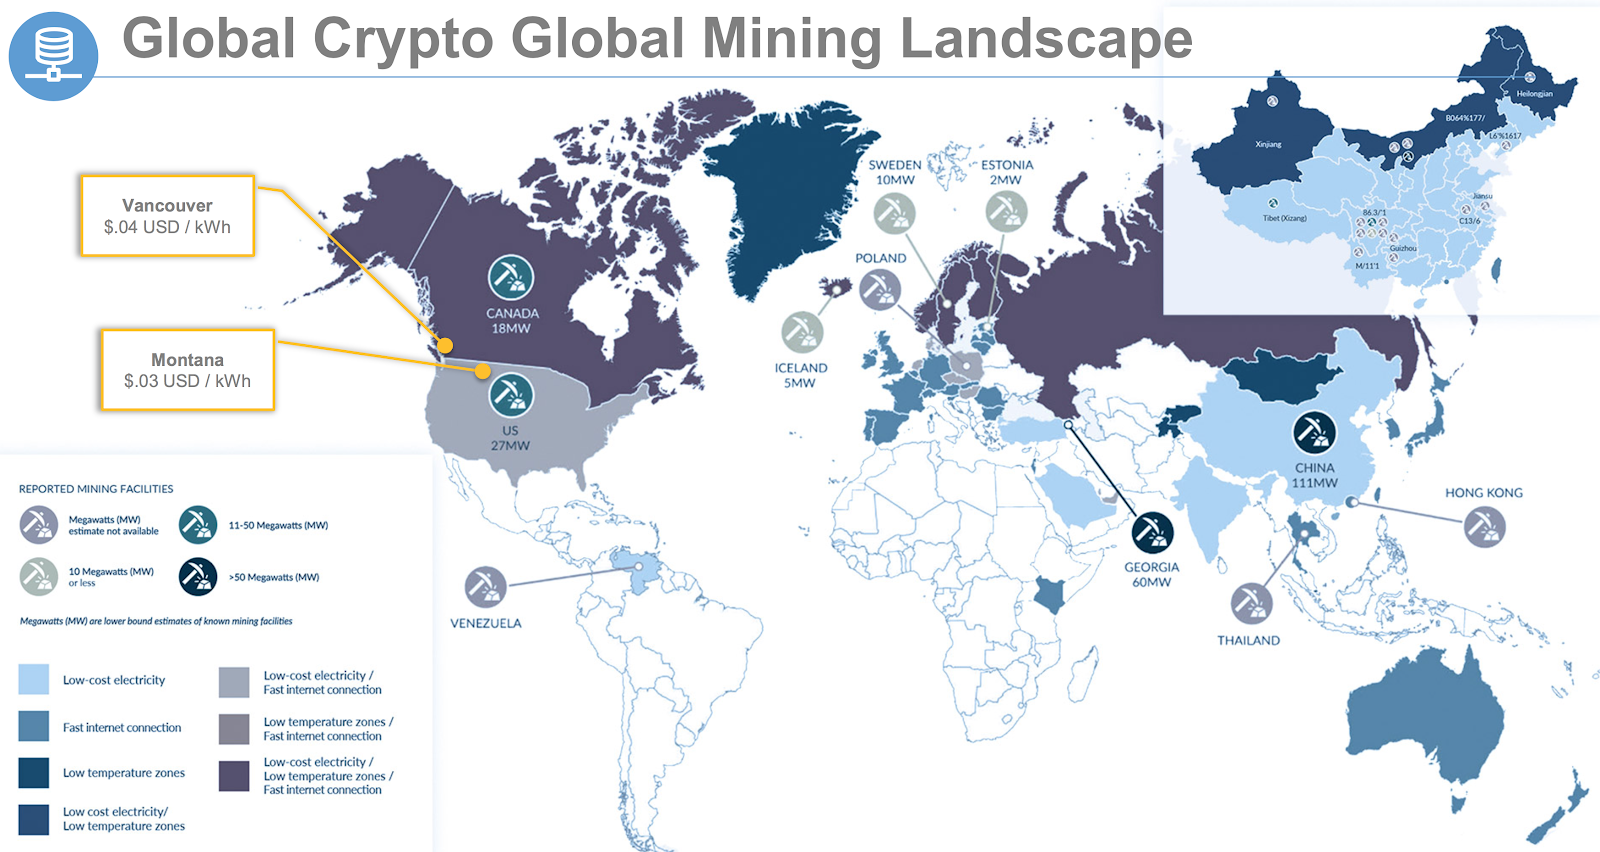 Global Crypto Global Mining Landscape
Vancouver
$.04 USD / kWh
Montana
$.03 USD / kWh
CANADA
18MW
US
27MW
SWEDEN
10MW
ESTONIA
2MW
POLAND
ICELAND
5MW
GEORGIA
60MW
CHINA
111MW
HONG KONG
THAILAND
VENEZUELA
Heilongjian
B064%177/
L6'%1617
Xinjiang
Tibet (Xizang)
86.3/'1
Jiansu
C13/6
Guizhou
M/11'1
REPORTED MINING FACILITIES
Megawatts (MW)
estimate not available
11-50 Megawatts (MW)
10 Megawatts (MW)
or less
>50 Megawatts (MW)
Megawatts (MW) are lower bound estimates of known mining facilities
Low-cost electricity
Fast internet connection
Low temperature zones
Low cost electricity/
Low temperature zones
Low-cost electricity /
Fast internet connection
Low temperature zones /
Fast internet connection
Low-cost electricity /
Low temperature zones /
Fast internet connection